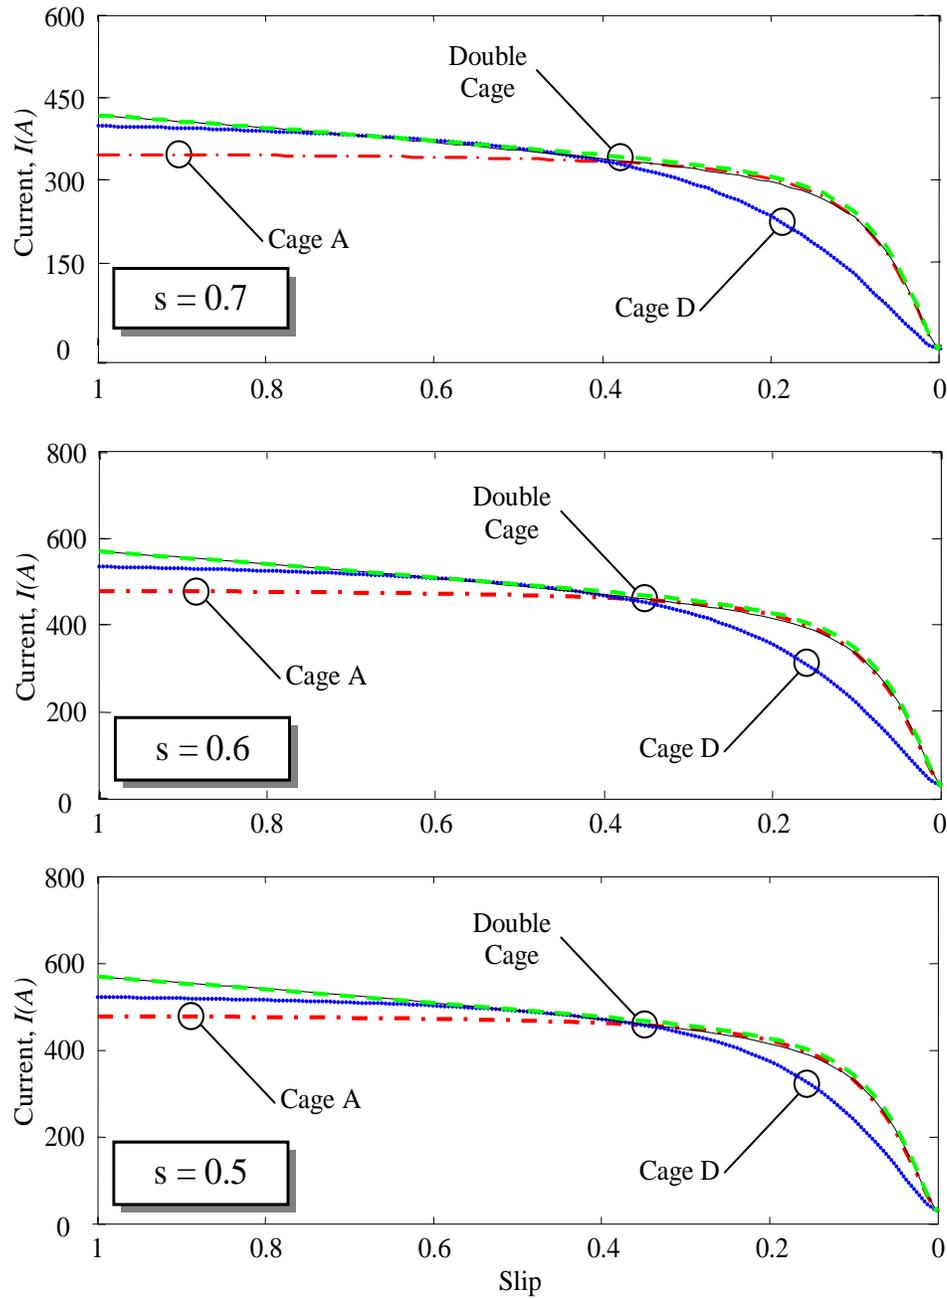 600
Double
Cage
450
300
Current, I(A)
Cage A
150
Cage D
s = 0.7
0
1 0.8 0.6 0.4 0.2 0
800
Double
Cage
600
400
Current, I(A)
Cage A
200
Cage D
s = 0.6
0
1 0.8 0.6 0.4 0.2 0
800
Double
Cage
600
400
Current, I(A)
Cage A
200
Cage D
s = 0.5
0
1 0.8 0.6 0.4 0.2 0
Slip